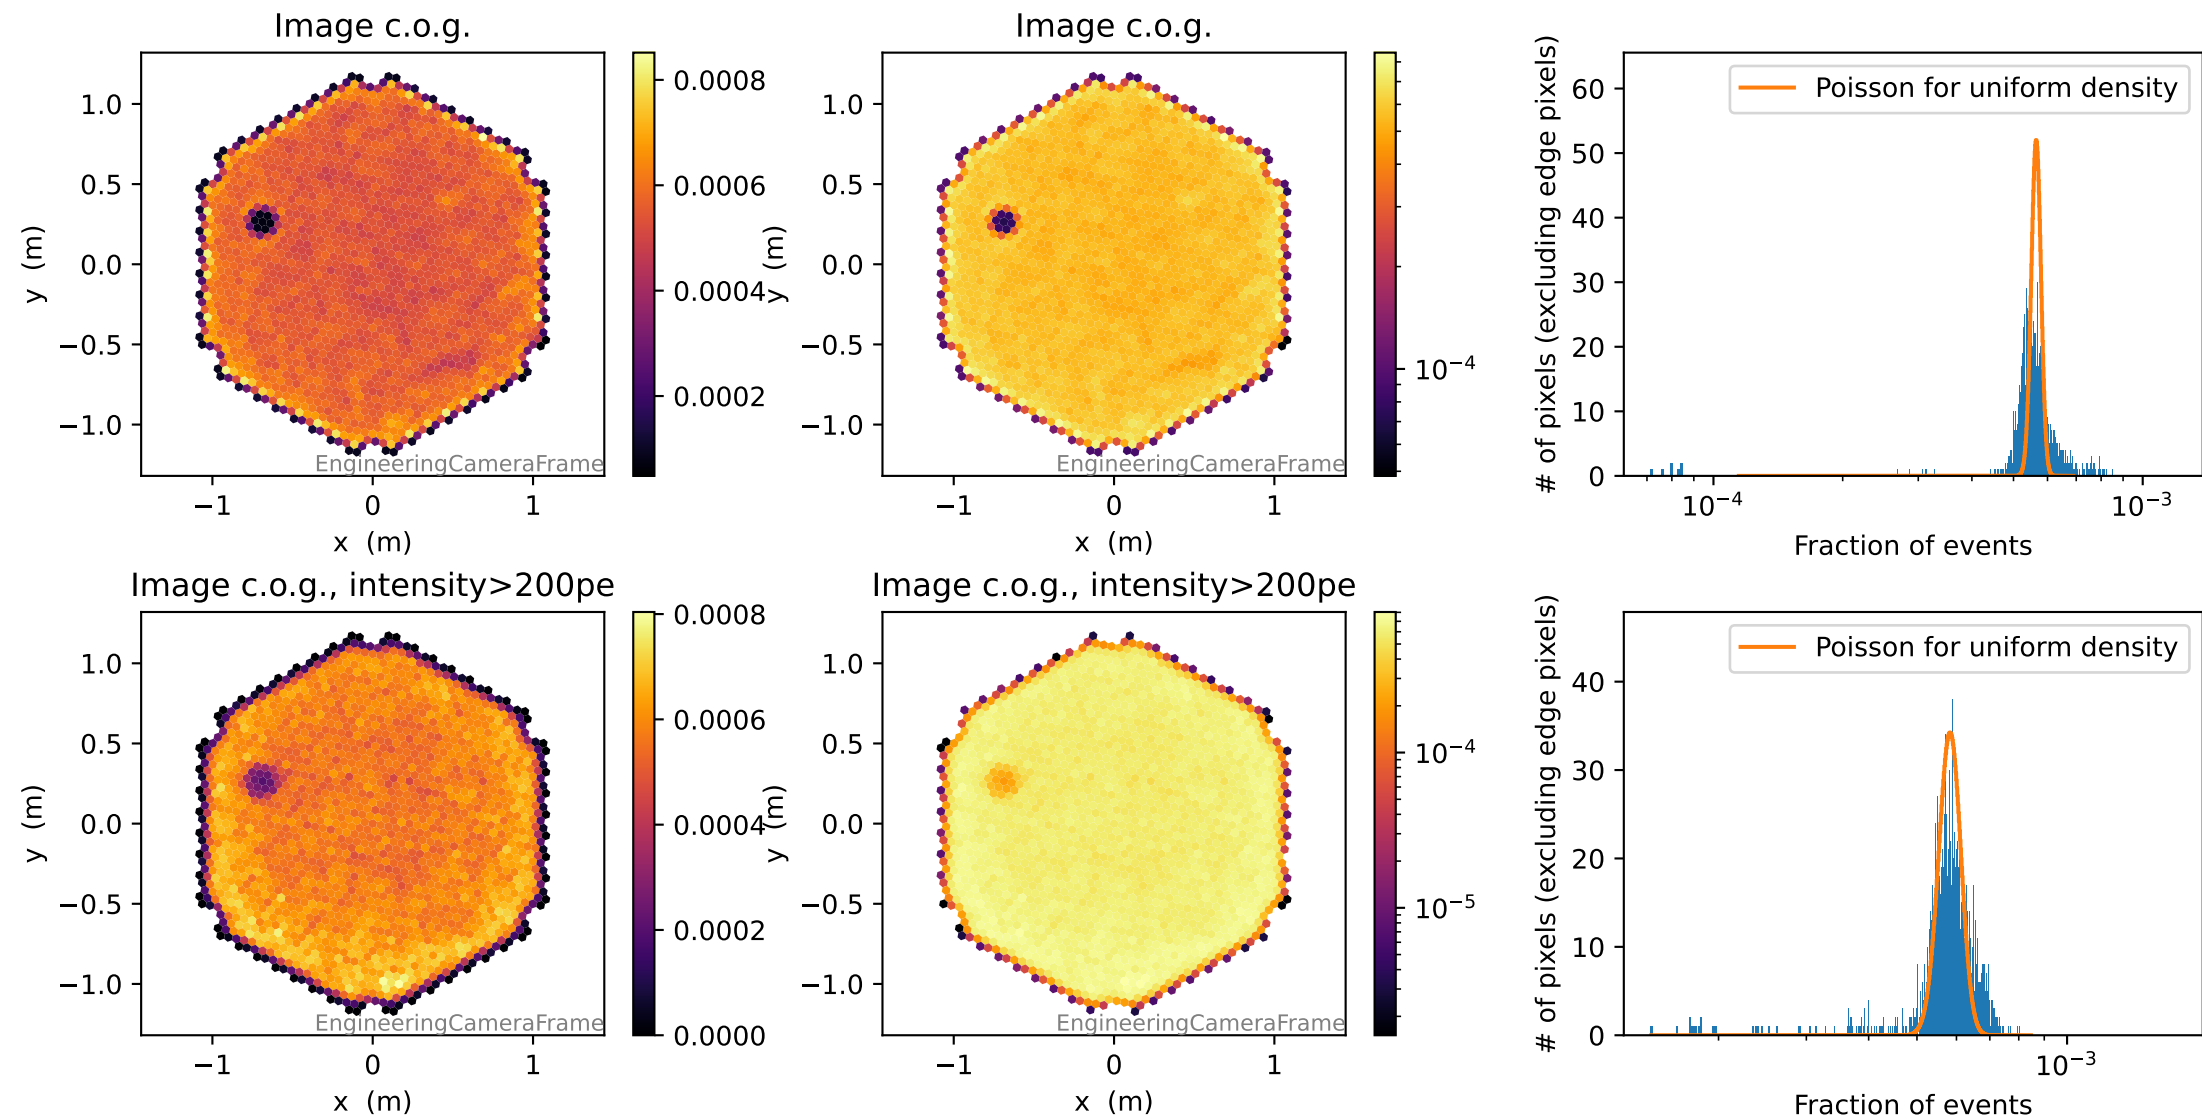 Image c.o.g.
y (m)
1.0
0.5
0.0
−0.5
−1.0
EngineeringCameraFrame
−1 0 1
x (m)
0.0008
0.0006
0.0004
0.0002
Image c.o.g.
y (m)
1.0
0.5
0.0
−0.5
−1.0
EngineeringCameraFrame
−1 0 1
x (m)
10⁻⁴
# of pixels (excluding edge pixels)
60
50
40
30
20
10
0
Poisson for uniform density
10⁻⁴ 10⁻³
Fraction of events
Image c.o.g., intensity>200pe
y (m)
1.0
0.5
0.0
−0.5
−1.0
EngineeringCameraFrame
−1 0 1
x (m)
0.0008
0.0006
0.0004
0.0002
0.0000
Image c.o.g., intensity>200pe
y (m)
1.0
0.5
0.0
−0.5
−1.0
EngineeringCameraFrame
−1 0 1
x (m)
10⁻⁴
10⁻⁵
# of pixels (excluding edge pixels)
40
30
20
10
0
Poisson for uniform density
10⁻³
Fraction of events